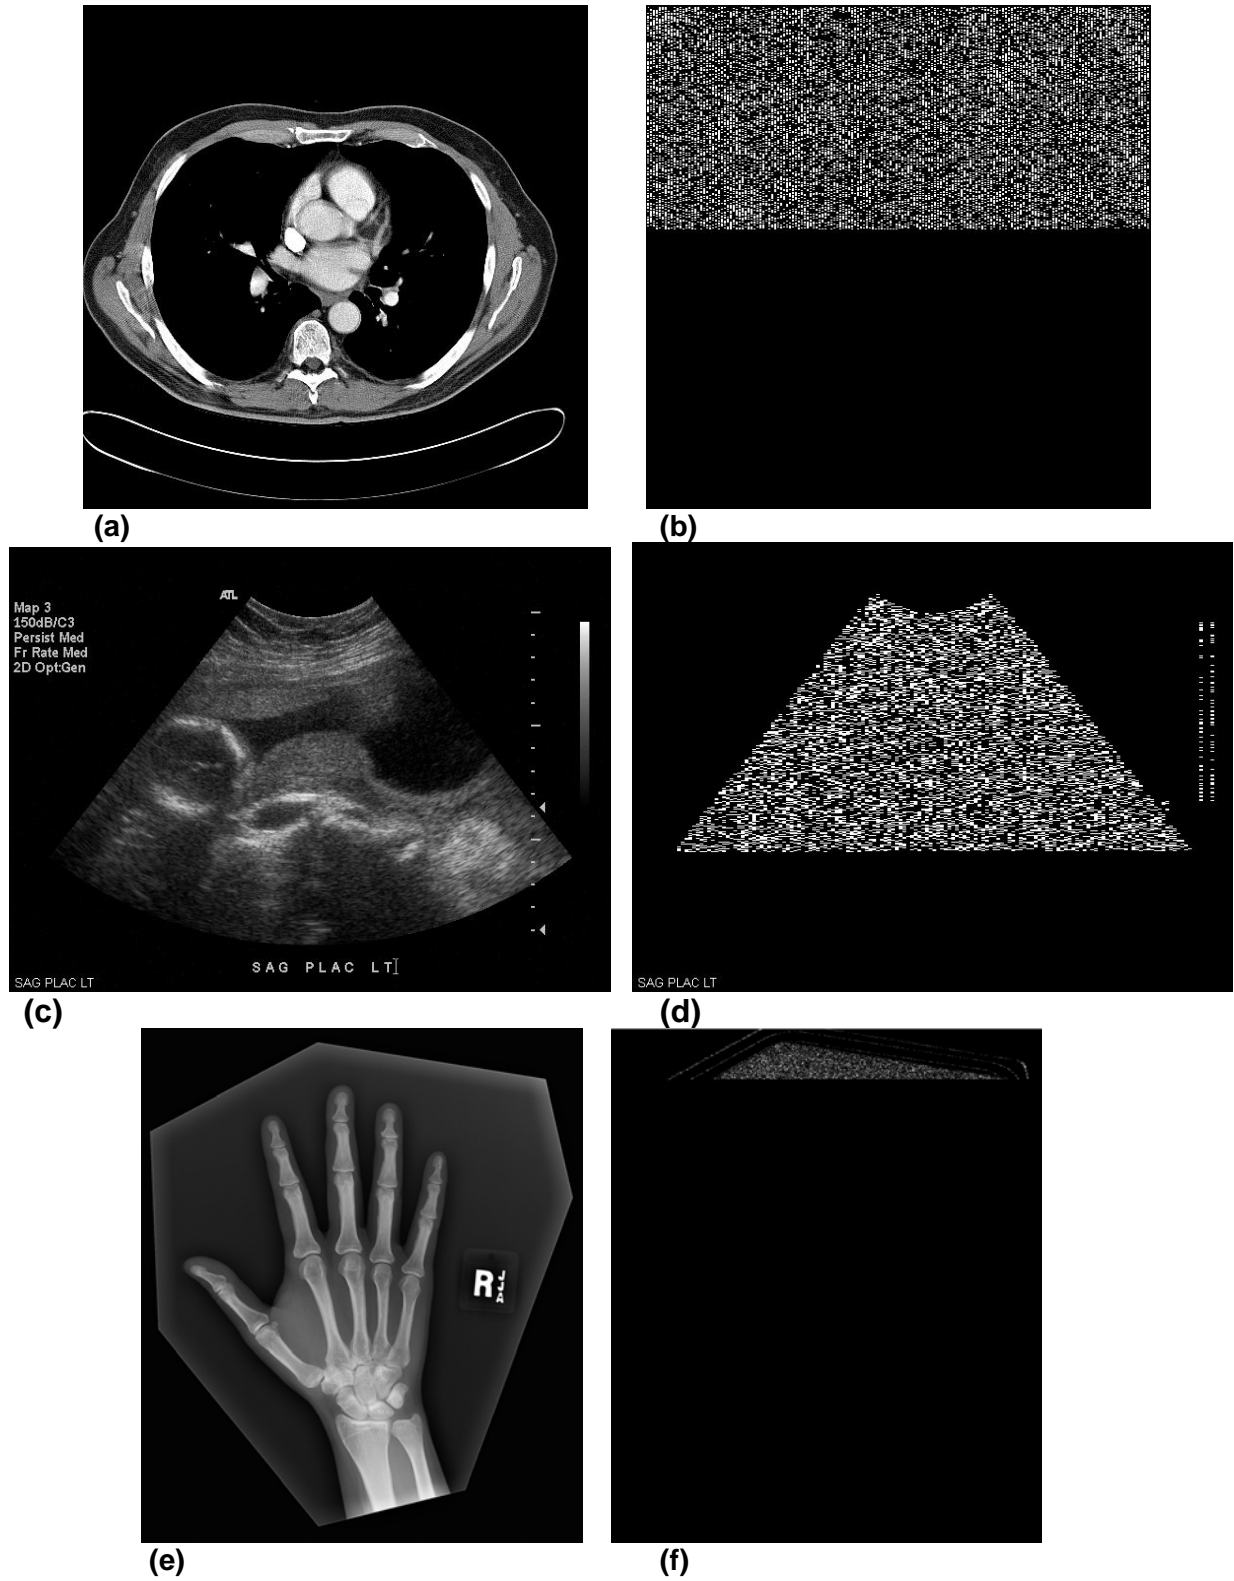 (a)
(b)
ATL
Map 3
150dB/C3
Persist Med
Fr Rate Med
2D Opt:Gen
SAG PLAC LT
SAG PLAC LT
SAG PLAC LT
(c)
(d)
R
(e)
(f)